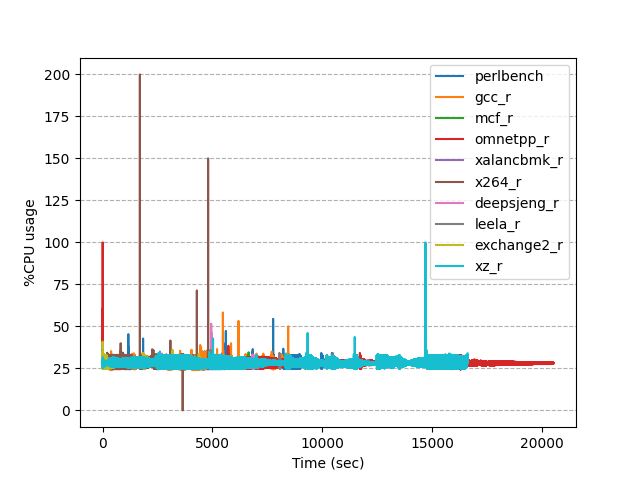 200
175
150
125
100
75
50
25
0
%CPU usage
perlbench
gcc_r
mcf_r
omnetpp_r
xalancbmk_r
x264_r
deepsjeng_r
leela_r
exchange2_r
xz_r
0 5000 10000 15000 20000
Time (sec)